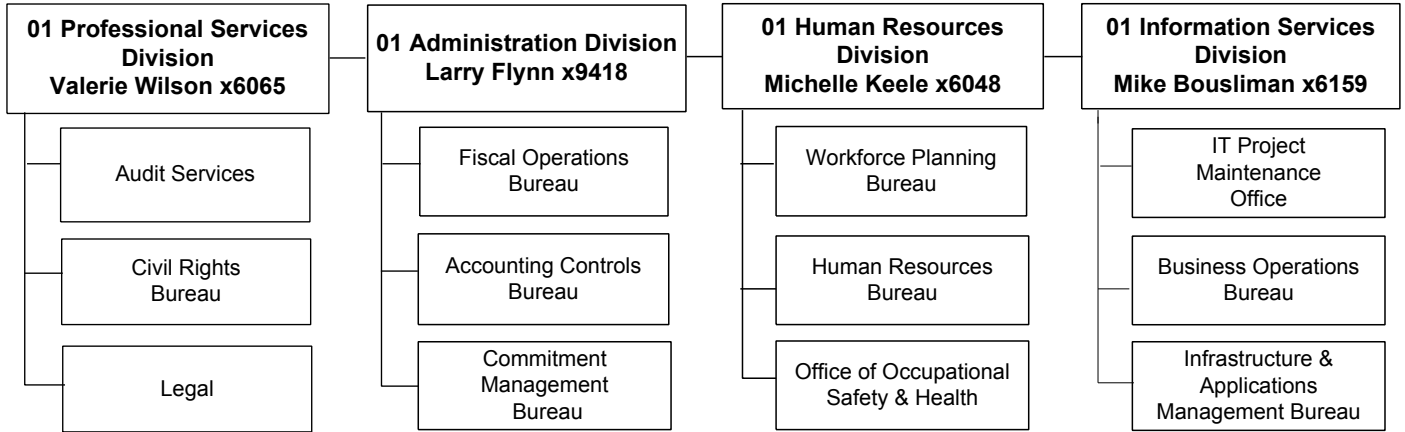 01 Professional Services
Division
Valerie Wilson x6065
Audit Services
Civil Rights
Bureau
Legal
01 Administration Division
Larry Flynn x9418
Fiscal Operations
Bureau
Accounting Controls
Bureau
Commitment
Management
Bureau
01 Human Resources
Division
Michelle Keele x6048
Workforce Planning
Bureau
Human Resources
Bureau
Office of Occupational
Safety & Health
01 Information Services
Division
Mike Bousliman x6159
IT Project
Maintenance
Office
Business Operations
Bureau
Infrastructure &
Applications
Management Bureau